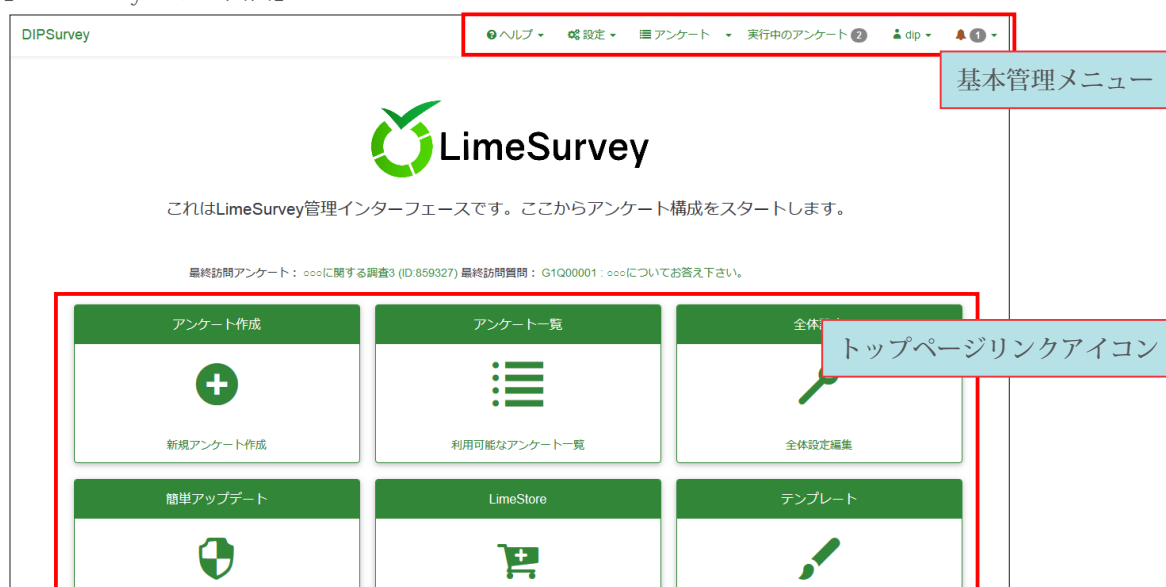 DIPSurvey
ヘルプ 設定 アンケート 実行中のアンケート 2 dip 1
基本管理メニュー
LimeSurvey
これはLimeSurvey管理インターフェースです。ここからアンケート構成をスタートします。
最終訪問アンケート： ○○○に関する調査3 (ID:859327) 最終訪問質問： G1Q00001 : ○○○についてお答え下さい。
アンケート作成 アンケート一覧 全体
トップページリンクアイコン
新規アンケート作成 利用可能なアンケート一覧 全体設定編集
簡単アップデート LimeStore テンプレート